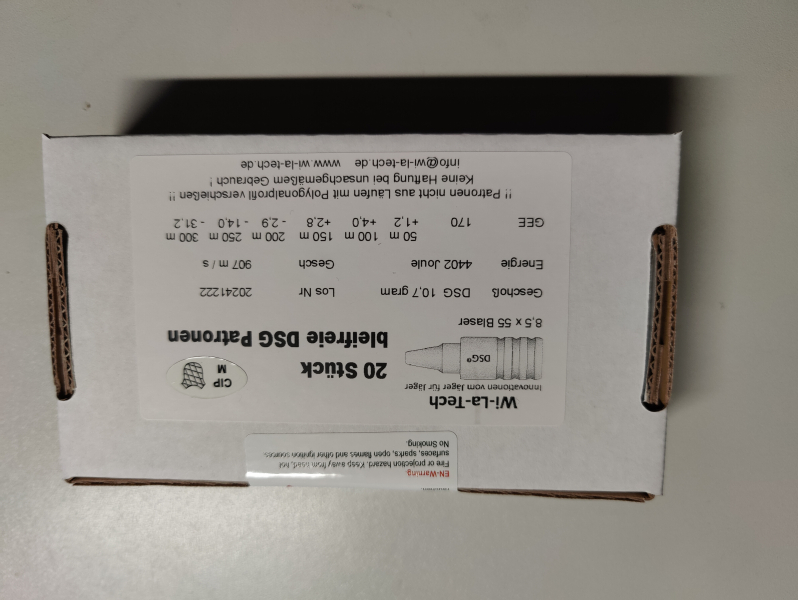 EN-Warnung.
Fire or projection hazard. Keep away from heat, hot
surfaces, sparks, open flames and other ignition sources.
No Smoking.
Wi-La-Tech
Innovationen vom Jäger für Jäger
DSG®
8,5 x 55 Blaser
20 Stück
bleifreie DSG Patronen
CIP
M
Geschoß DSG 10,7 gram Los Nr 20241222
Energie 4402 Joule Gesch 907 m / s
50 m 100 m 150 m 200 m 250 m 300 m
GEE 170 +1,2 +4,0 +2,8 - 2,9 - 14,0 - 31,2
!! Patronen nicht aus Läufen mit Polygonalprofil verschießen !!
Keine Haftung bei unsachgemäßem Gebrauch !
info@wi-la-tech.de www.wi-la-tech.de